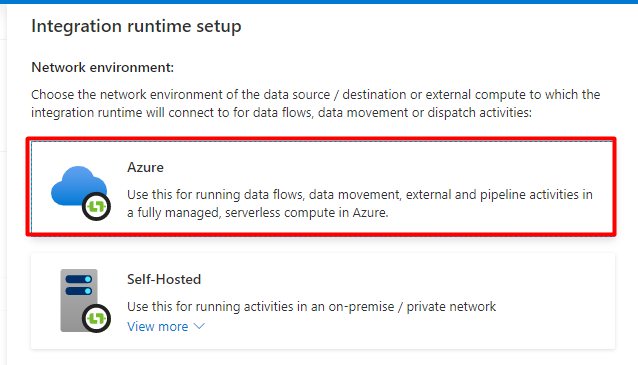 Integration runtime setup
Network environment:
Choose the network environment of the data source / destination or external compute to which the
integration runtime will connect to for data flows, data movement or dispatch activities:
Azure
Use this for running data flows, data movement, external and pipeline activities in
a fully managed, serverless compute in Azure.
Self-Hosted
Use this for running activities in an on-premise / private network
View more